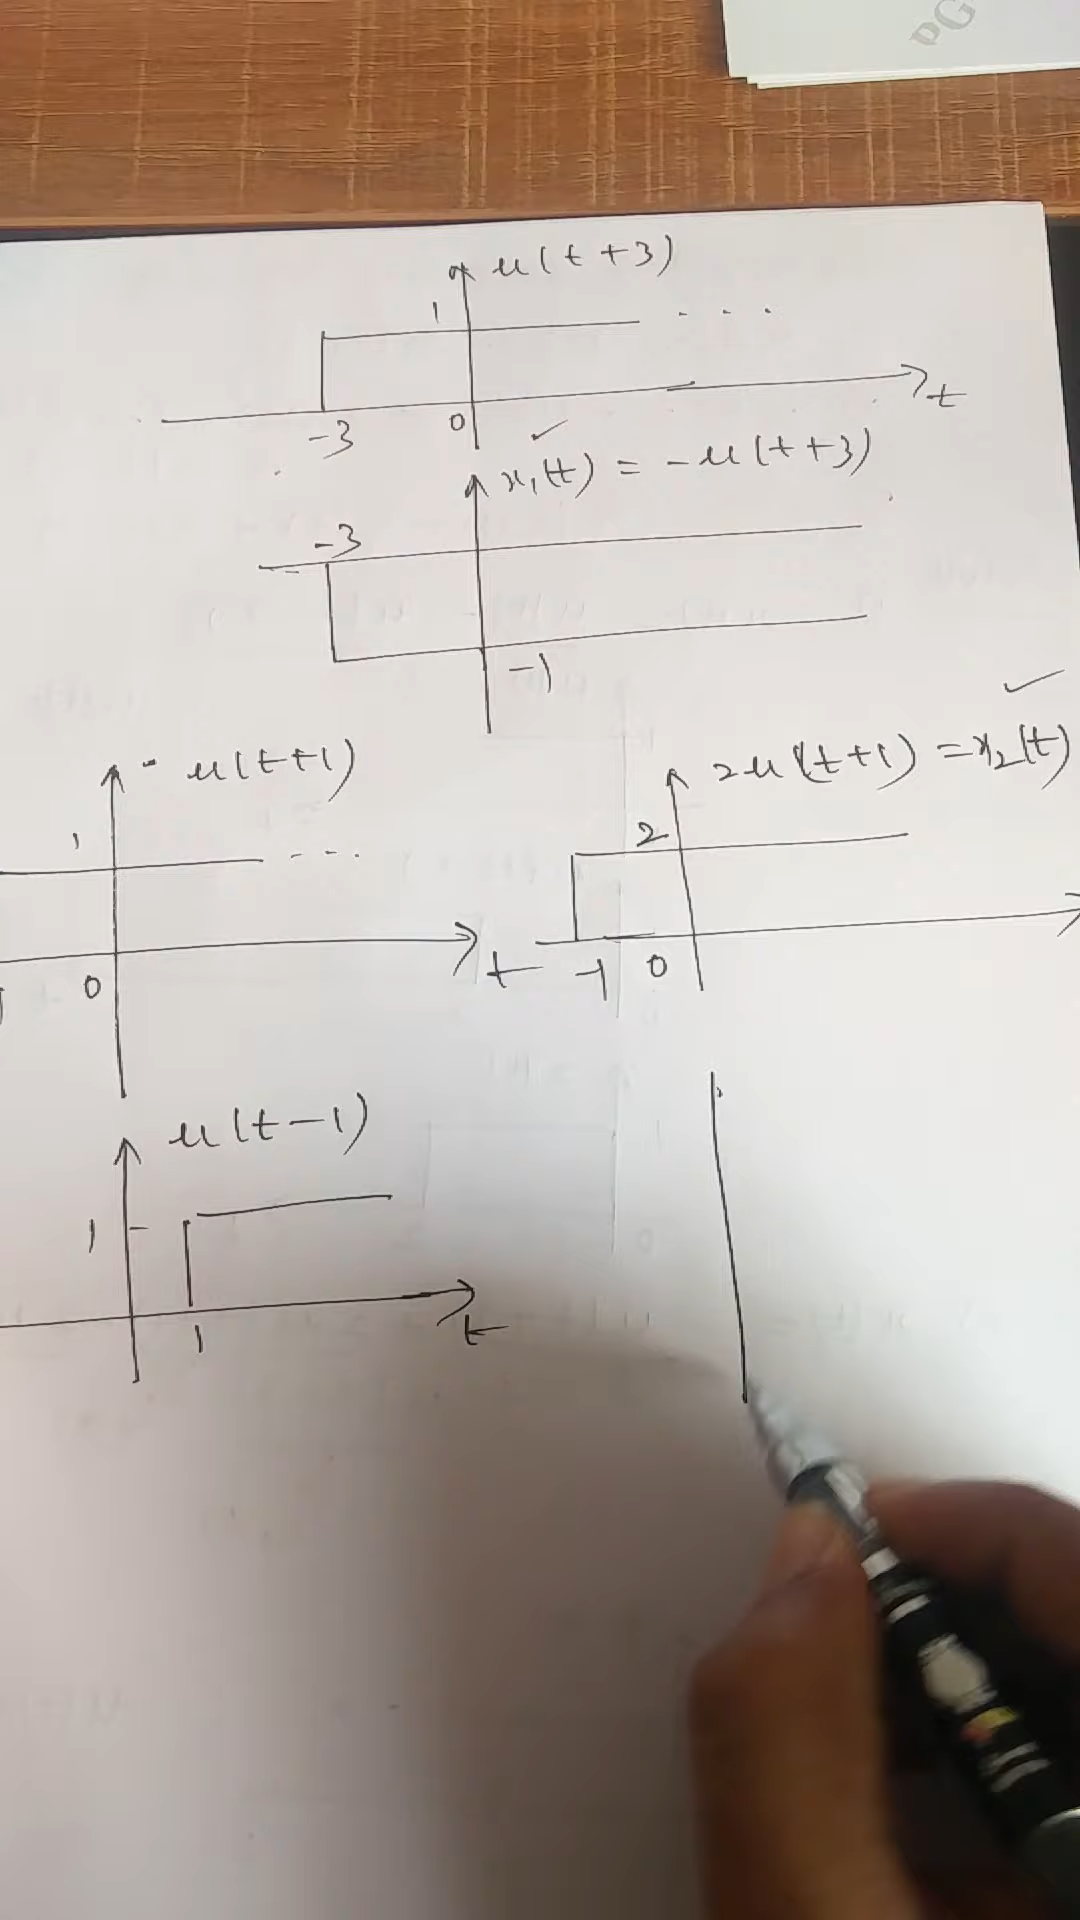 PG
u(t+3)
1
. . . .
t
-3
0
✓
x₁(t) = -u(t+3)
-3
-1
✓
u(t+1)
1
- - - .
0
t
2u(t+1) = x₂(t)
2
-1
0
u(t-1)
1
1
t